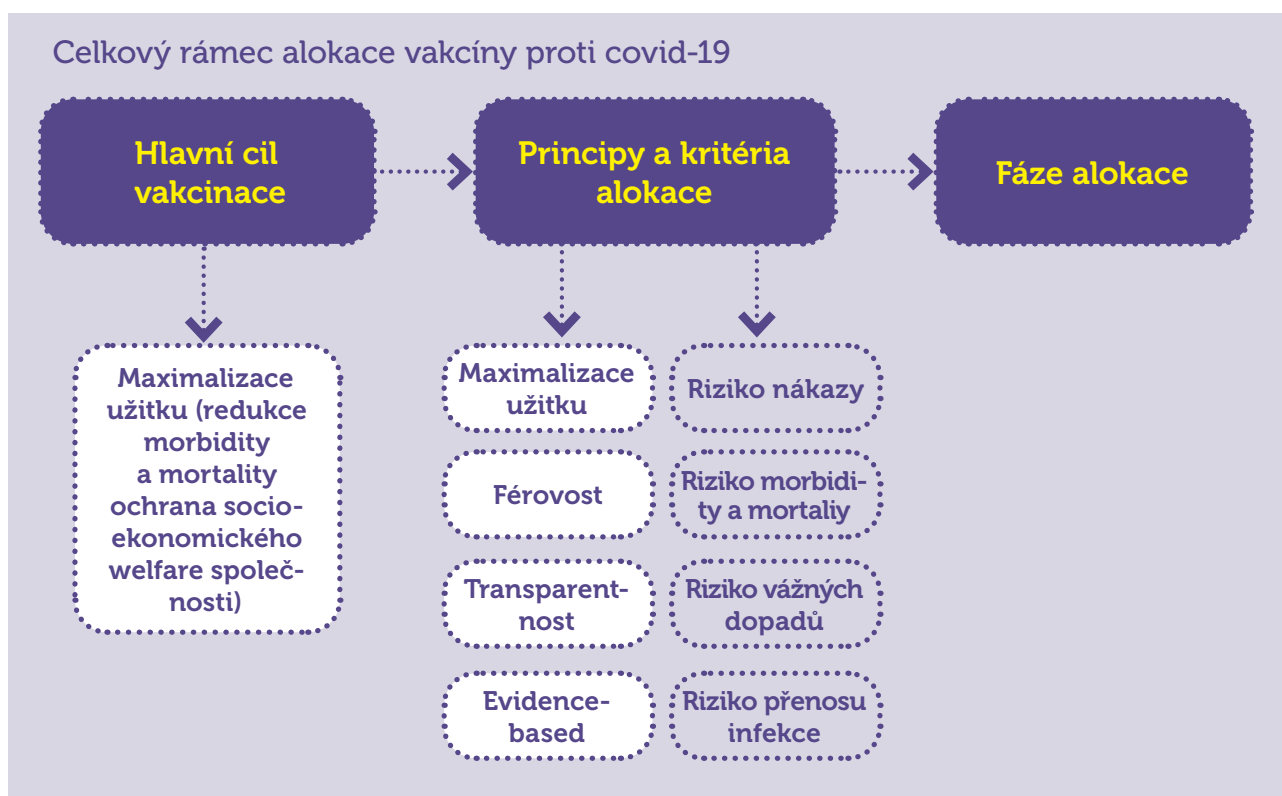 Celkový rámec alokace vakcíny proti covid-19
Hlavní cil
vakcinace
Principy a kritéria
alokace
Fáze alokace
Maximalizace
užitku (redukce
morbidity
a mortality
ochrana socio-
ekonomického
welfare společ-
nosti)
Maximalizace
užitku
Férovost
Transparent-
nost
Evidence-
based
Riziko nákazy
Riziko morbidi-
ty a mortaliy
Riziko vážných
dopadů
Riziko přenosu
infekce